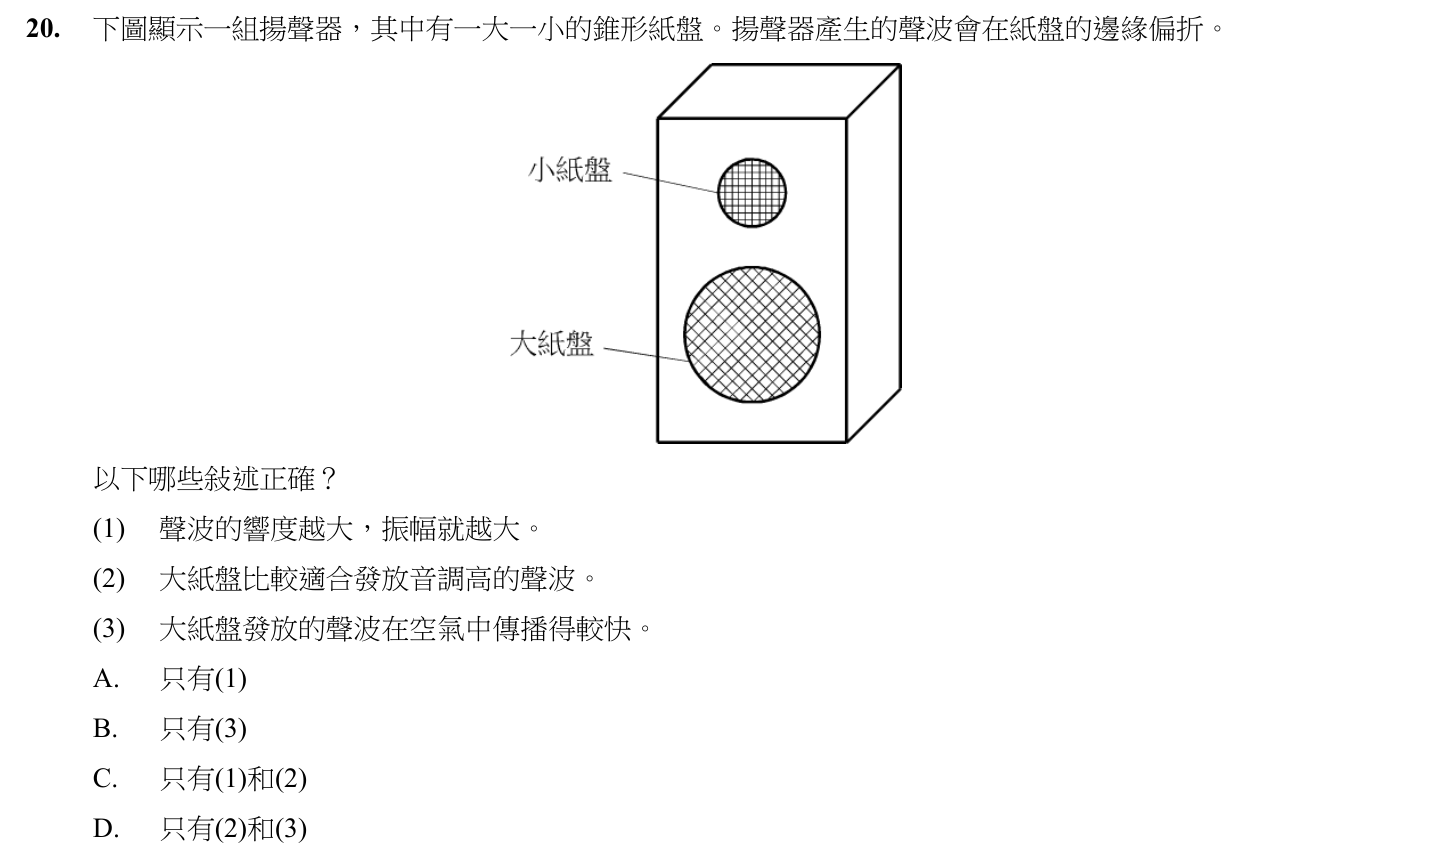 20. 下圖顯示一組揚聲器，其中有一大一小的錐形紙盤。揚聲器產生的聲波會在紙盤的邊緣偏折。
小紙盤
大紙盤
以下哪些敍述正確？
(1) 聲波的響度越大，振幅就越大。
(2) 大紙盤比較適合發放音調高的聲波。
(3) 大紙盤發放的聲波在空氣中傳播得較快。
A. 只有(1)
B. 只有(3)
C. 只有(1)和(2)
D. 只有(2)和(3)